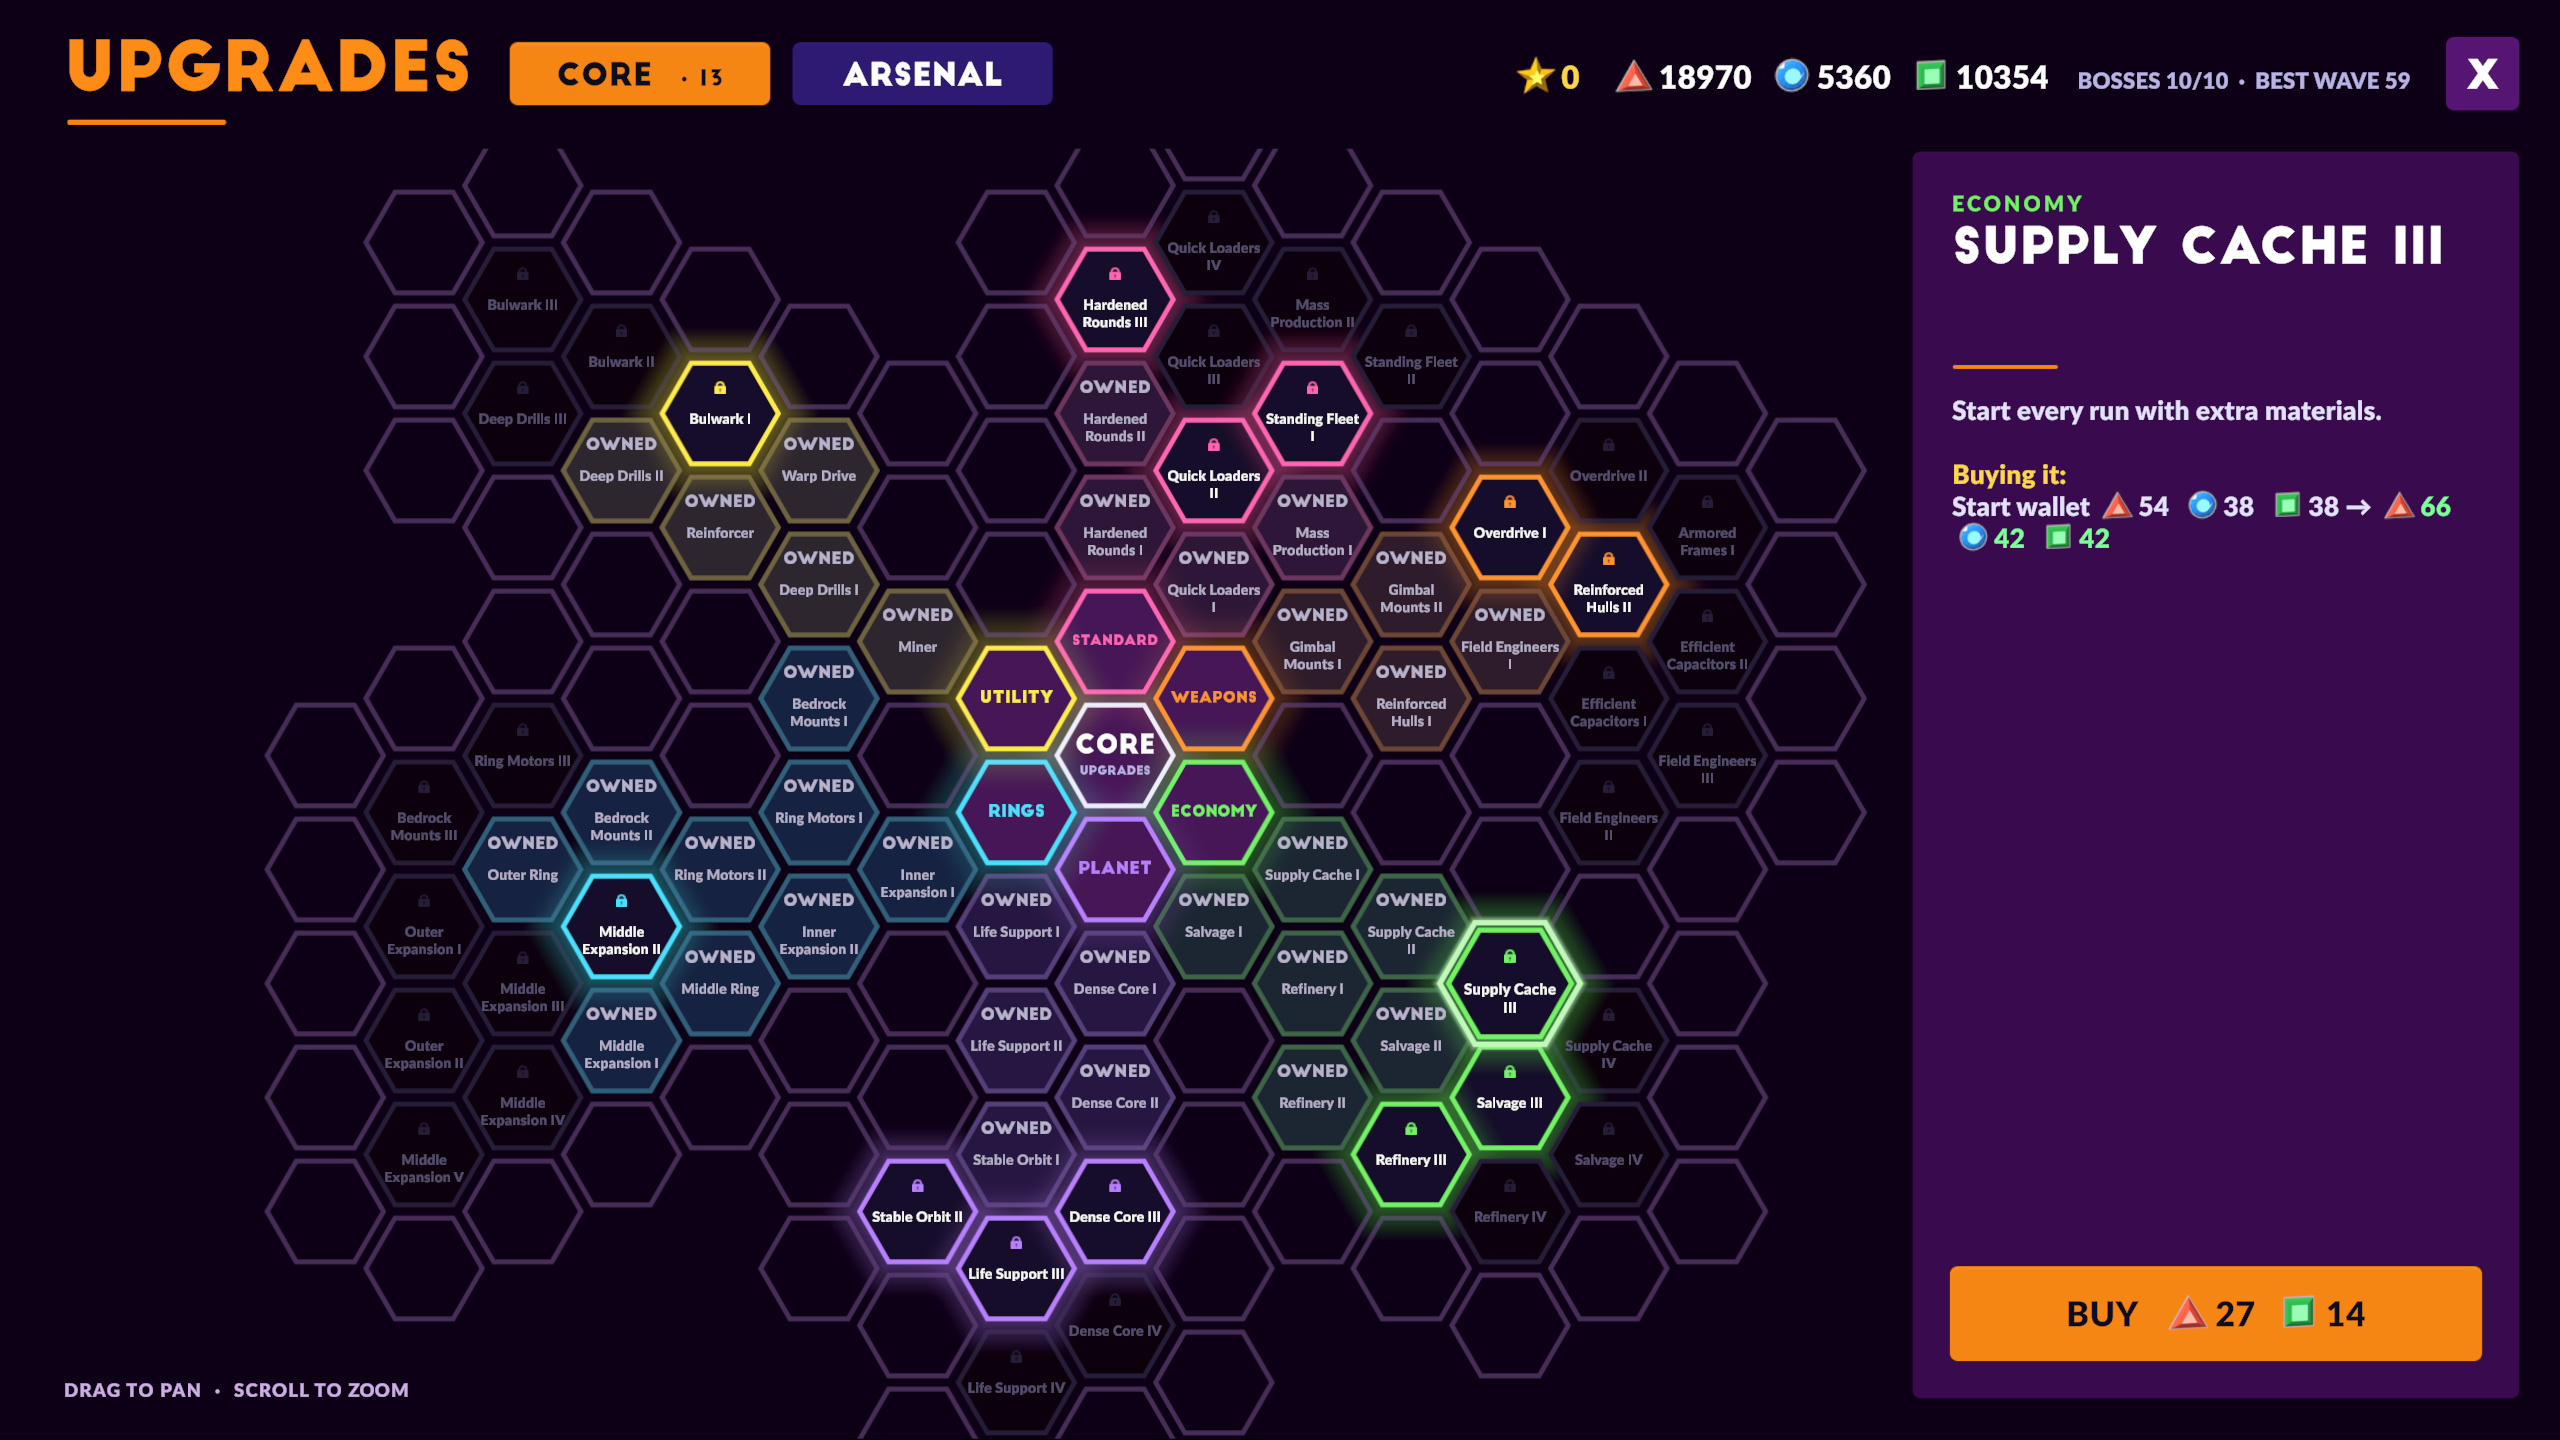 UPGRADES
CORE · 13
ARSENAL
0 18970 5360 10354 BOSSES 10/10 · BEST WAVE 59
X
Quick Loaders
IV
Bulwark III
Hardened
Rounds III
Mass
Production II
Bulwark II
Quick Loaders
III
Standing Fleet
II
Deep Drills III
Bulwark I
OWNED
Hardened
Rounds II
Standing Fleet
I
OWNED
Deep Drills II
OWNED
Warp Drive
Quick Loaders
II
Overdrive II
OWNED
Reinforcer
OWNED
Hardened
Rounds I
OWNED
Mass
Production I
Overdrive I
Armored
Frames I
OWNED
Deep Drills I
OWNED
Quick Loaders
I
OWNED
Gimbal
Mounts II
Reinforced
Hulls II
OWNED
Miner
STANDARD
OWNED
Gimbal
Mounts I
OWNED
Field Engineers
I
Efficient
Capacitors II
OWNED
Bedrock
Mounts I
UTILITY
WEAPONS
OWNED
Reinforced
Hulls I
Efficient
Capacitors I
Ring Motors III
CORE
UPGRADES
Field Engineers
III
Bedrock
Mounts III
OWNED
Bedrock
Mounts II
OWNED
Ring Motors I
RINGS
ECONOMY
Field Engineers
II
OWNED
Outer Ring
OWNED
Ring Motors II
OWNED
Inner
Expansion I
PLANET
OWNED
Supply Cache I
Outer
Expansion I
Middle
Expansion II
OWNED
Inner
Expansion II
OWNED
Life Support I
OWNED
Salvage I
OWNED
Supply Cache
II
Middle
Expansion III
OWNED
Middle Ring
OWNED
Dense Core I
OWNED
Refinery I
Supply Cache
III
Outer
Expansion II
OWNED
Middle
Expansion I
OWNED
Life Support II
OWNED
Salvage II
Supply Cache
IV
Middle
Expansion IV
OWNED
Dense Core II
OWNED
Refinery II
Salvage III
Middle
Expansion V
OWNED
Stable Orbit I
Refinery III
Salvage IV
Stable Orbit II
Dense Core III
Refinery IV
Life Support III
Dense Core IV
Life Support IV
DRAG TO PAN · SCROLL TO ZOOM
ECONOMY
SUPPLY CACHE III
Start every run with extra materials.
Buying it:
Start wallet 54 38 38 → 66
42 42
BUY 27 14